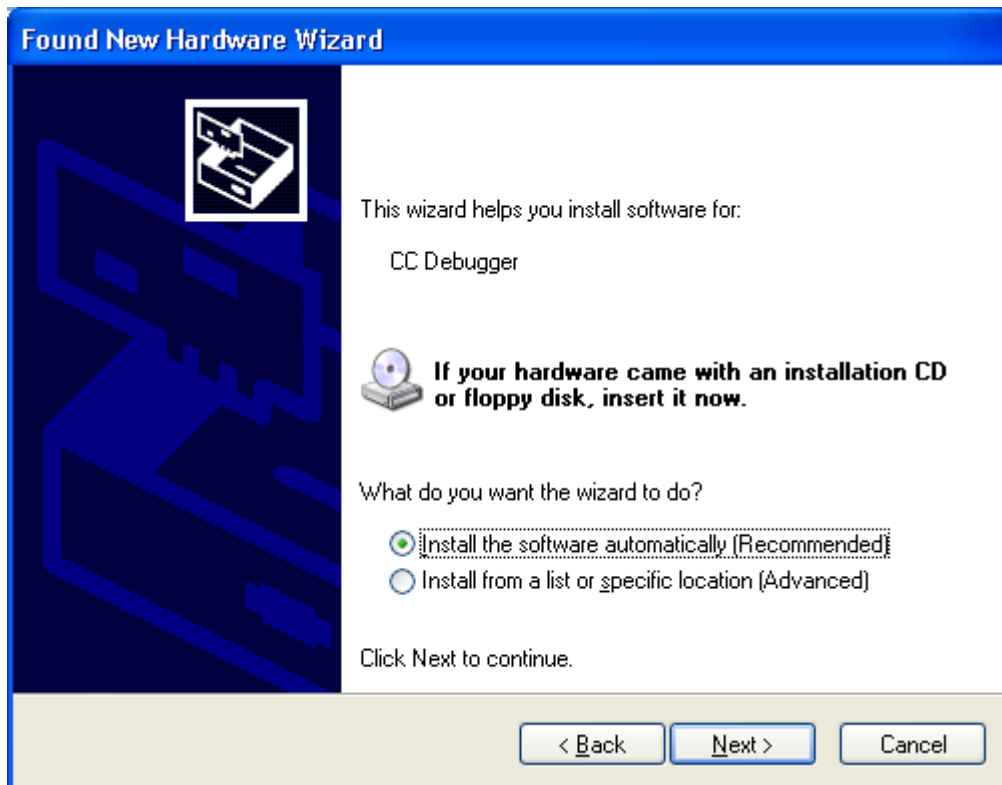 Found New Hardware Wizard
This wizard helps you install software for:
CC Debugger
If your hardware came with an installation CD
or floppy disk, insert it now.
What do you want the wizard to do?
Install the software automatically (Recommended)
Install from a list or specific location (Advanced)
Click Next to continue.
< Back
Next >
Cancel